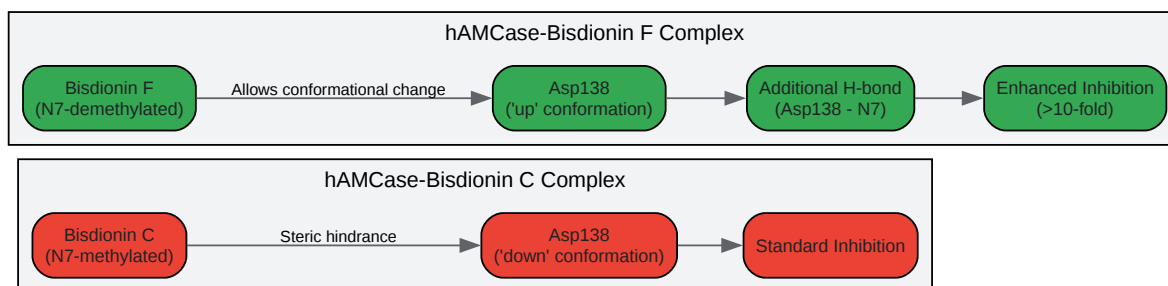 hAMCase-Bisdionin F Complex
Bisdionin F
(N7-demethylated)
Allows conformational change
Asp138
('up' conformation)
Additional H-bond
(Asp138 - N7)
Enhanced Inhibition
(>10-fold)
hAMCase-Bisdionin C Complex
Bisdionin C
(N7-methylated)
Steric hindrance
Asp138
('down' conformation)
Standard Inhibition